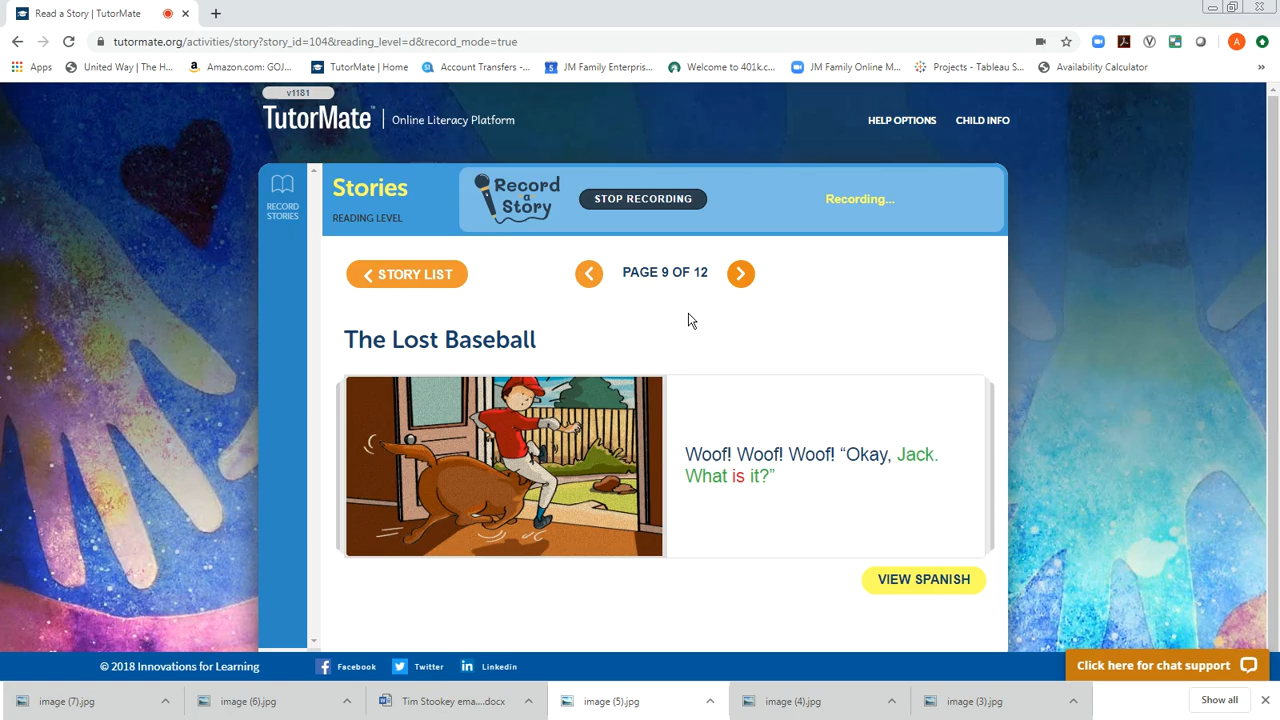 Read a Story | TutorMate
tutormate.org/activities/story?story_id=104&reading_level=d&record_mode=true
A
Apps
United Way | The H...
Amazon.com: GOJ...
TutorMate | Home
Account Transfers -...
JM Family Enterpris...
Welcome to 401k.c...
JM Family Online M...
Projects - Tableau S...
Availability Calculator
»
v1181
TutorMate™ | Online Literacy Platform
HELP OPTIONS
CHILD INFO
RECORD
STORIES
Stories
READING LEVEL
Record
a
Story
STOP RECORDING
Recording...
STORY LIST
PAGE 9 OF 12
The Lost Baseball
Woof! Woof! Woof! “Okay, Jack.
What is it?”
VIEW SPANISH
© 2018 Innovations for Learning
Facebook
Twitter
Linkedin
Click here for chat support
image (7).jpg
image (6).jpg
Tim Stookey ema....docx
image (5).jpg
image (4).jpg
image (3).jpg
Show all